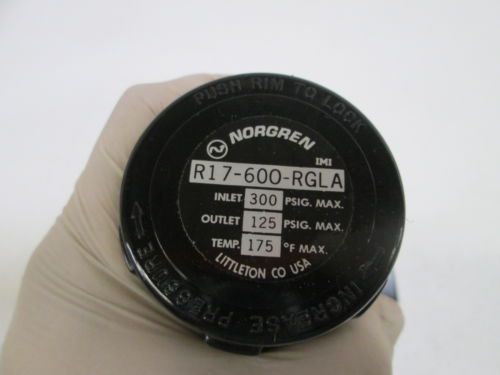 PUSH RIM TO LOCK
NORGREN
IMI
R17-600-RGLA
INLET 300 PSIG. MAX.
OUTLET 125 PSIG. MAX.
TEMP. 175 °F MAX.
LITTLETON CO USA
INCREASE PRESSURE